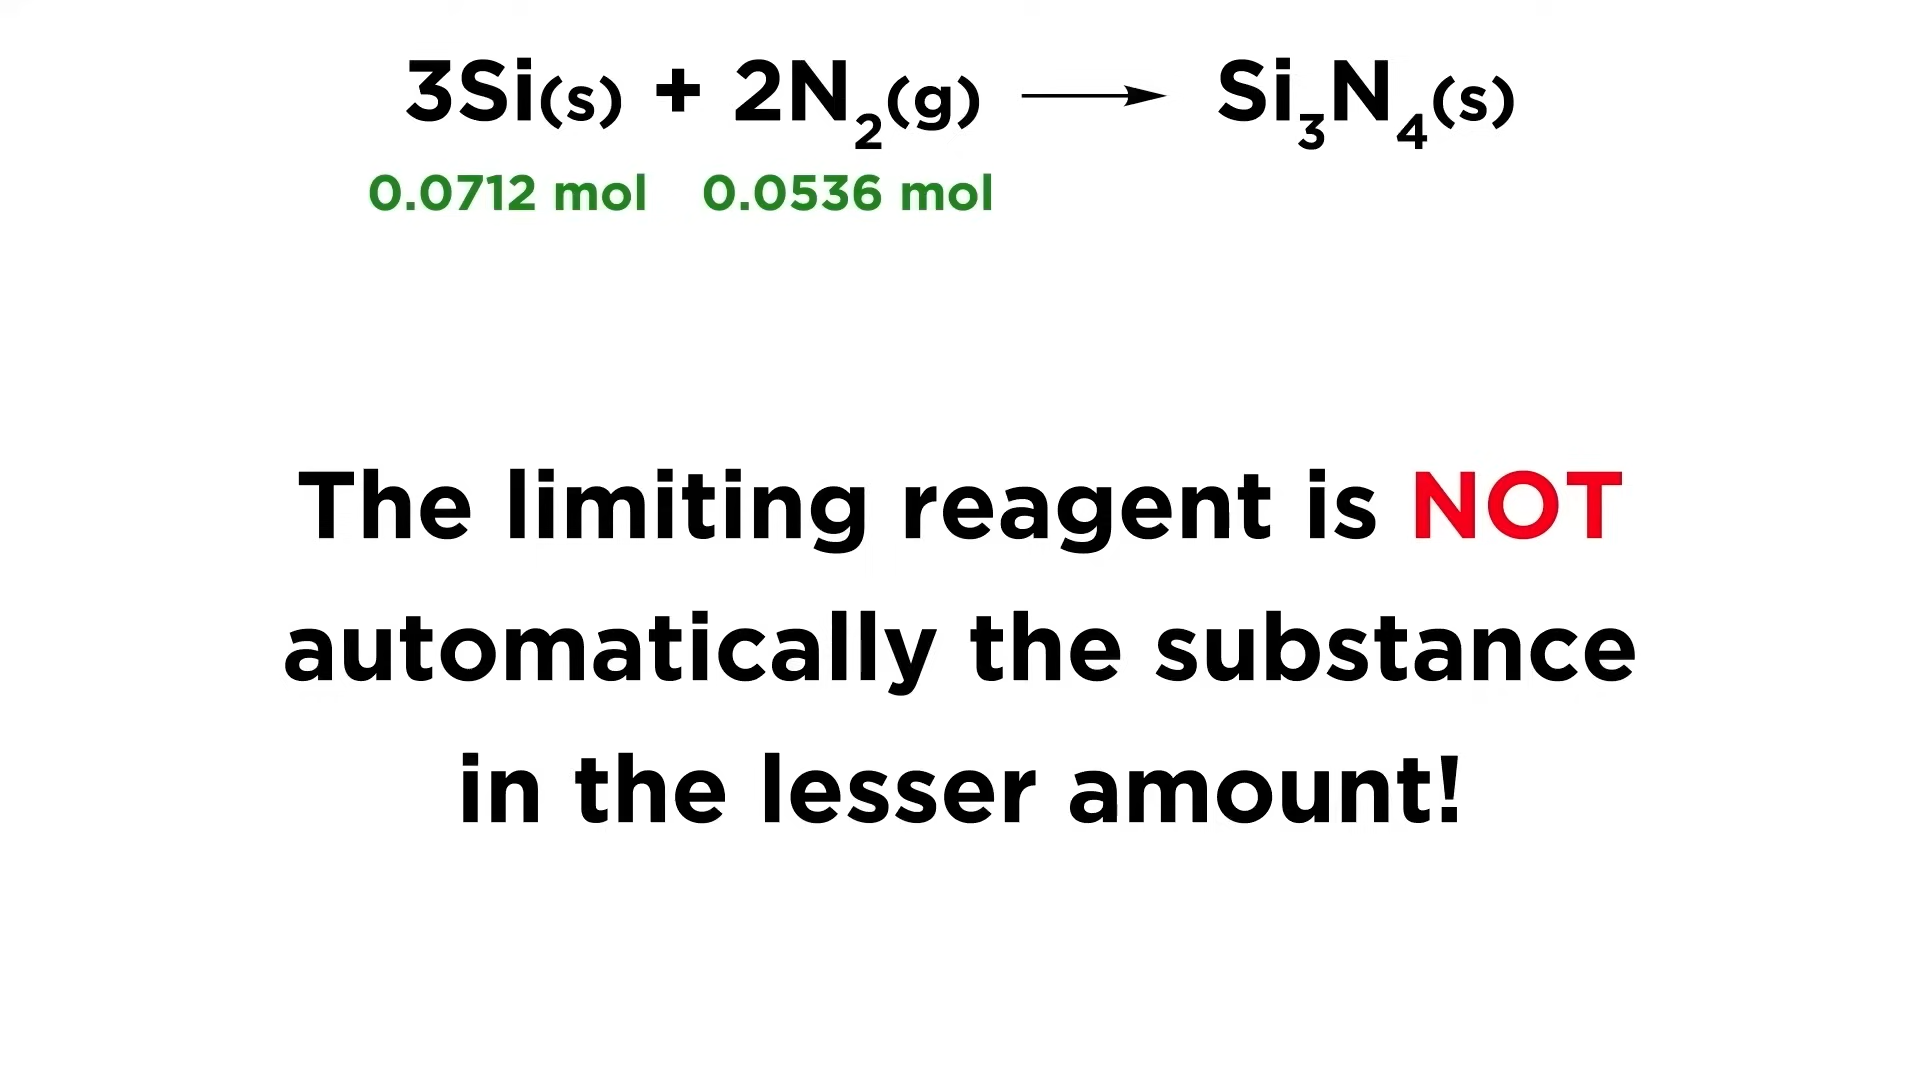 3Si(s) + 2N₂(g) ⟶ Si₃N₄(s)
0.0712 mol 0.0536 mol
The limiting reagent is NOT
automatically the substance
in the lesser amount!